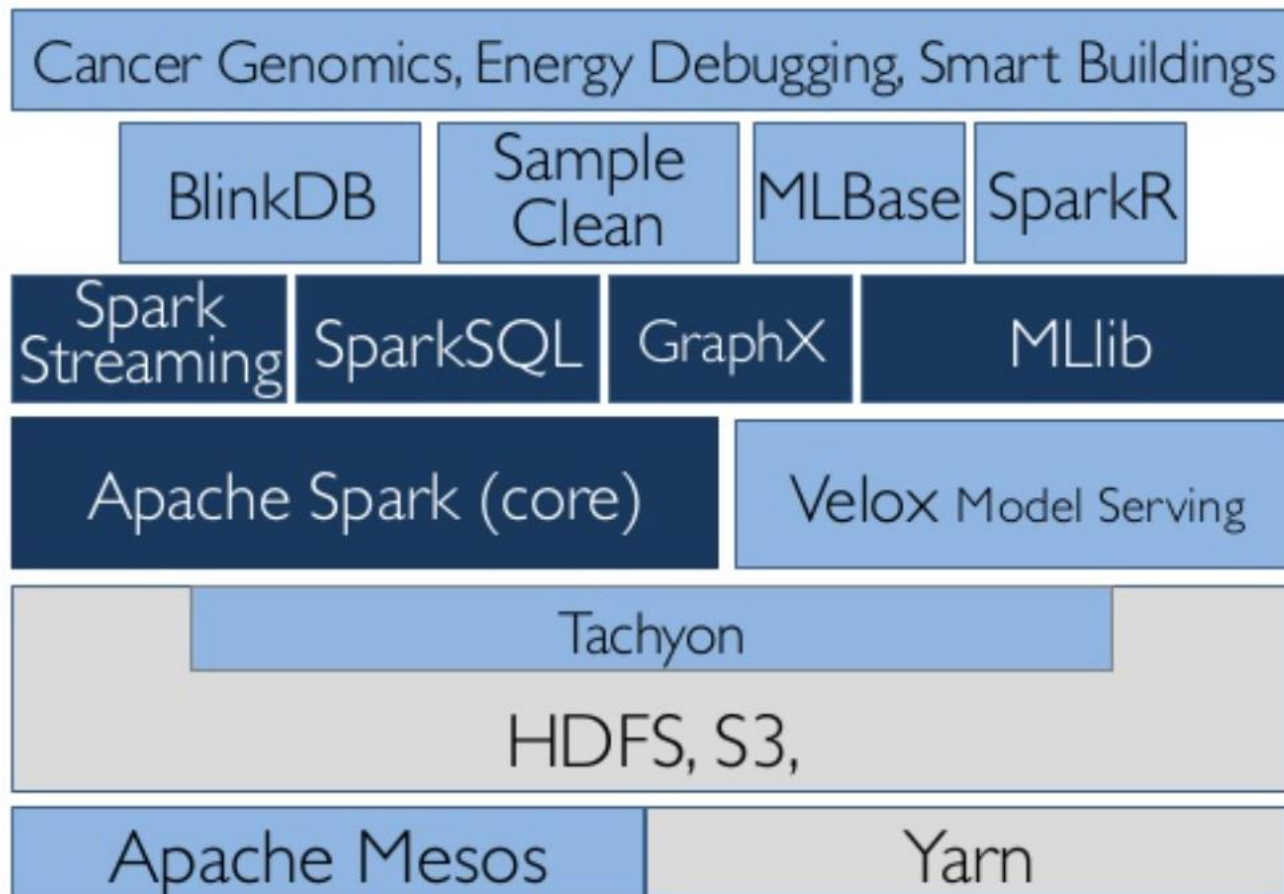 Cancer Genomics, Energy Debugging, Smart Buildings
BlinkDB
Sample
Clean
MLBase
SparkR
Spark
Streaming
SparkSQL
GraphX
MLlib
Apache Spark (core)
Velox Model Serving
Tachyon
HDFS, S3,
Apache Mesos
Yarn